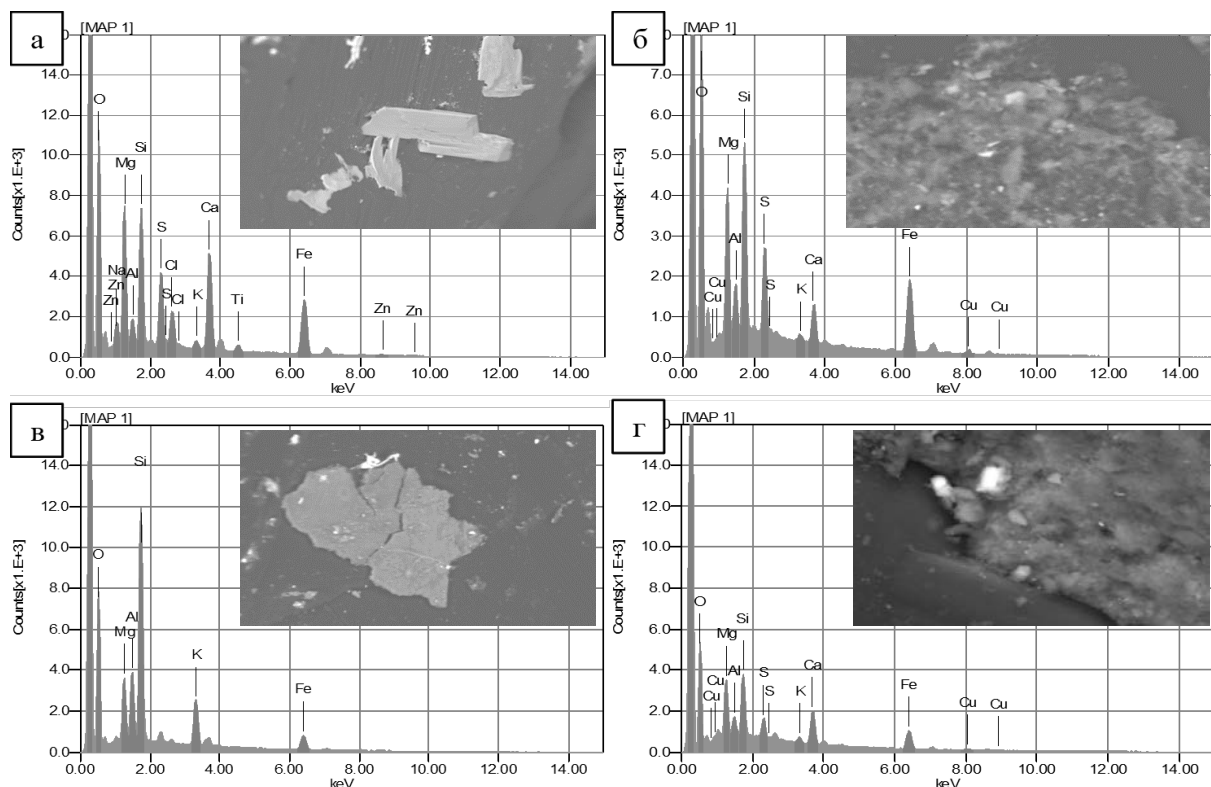 а
[MAP 1]
Counts[x1.E+3]
14.0
12.0
10.0
8.0
6.0
4.0
2.0
0.0
O
Mg
Si
S
Ca
Cl
Na
Zn
Al
Zn
S
Cl
K
Ti
Fe
Zn
Zn
0.00 2.00 4.00 6.00 8.00 10.00 12.00 14.00
keV
б
[MAP 1]
Counts[x1.E+3]
7.0
6.0
5.0
4.0
3.0
2.0
1.0
0.0
O
Si
Mg
S
Al
Fe
Cu
Cu
S
Ca
K
Cu
Cu
0.00 2.00 4.00 6.00 8.00 10.00 12.00 14.00
keV
в
[MAP 1]
Counts[x1.E+3]
14.0
12.0
10.0
8.0
6.0
4.0
2.0
0.0
Si
O
Al
Mg
K
Fe
0.00 2.00 4.00 6.00 8.00 10.00 12.00 14.00
keV
г
[MAP 1]
Counts[x1.E+3]
14.0
12.0
10.0
8.0
6.0
4.0
2.0
0.0
O
Mg
Si
Al
S
Ca
Cu
Cu
S
K
Fe
Cu
Cu
0.00 2.00 4.00 6.00 8.00 10.00 12.00 14.00
keV